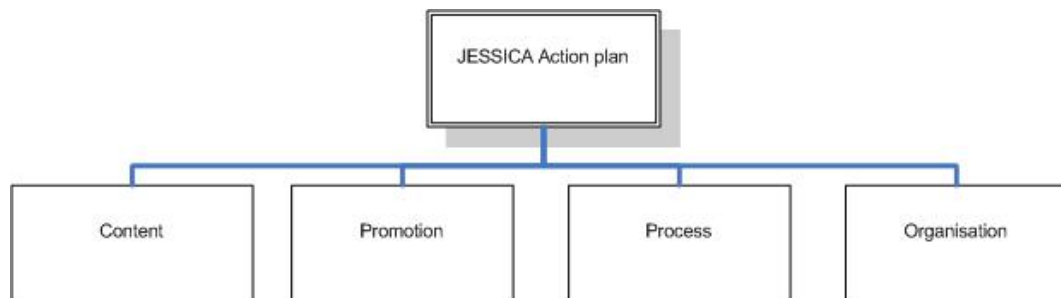 JESSICA Action plan
Content
Promotion
Process
Organisation